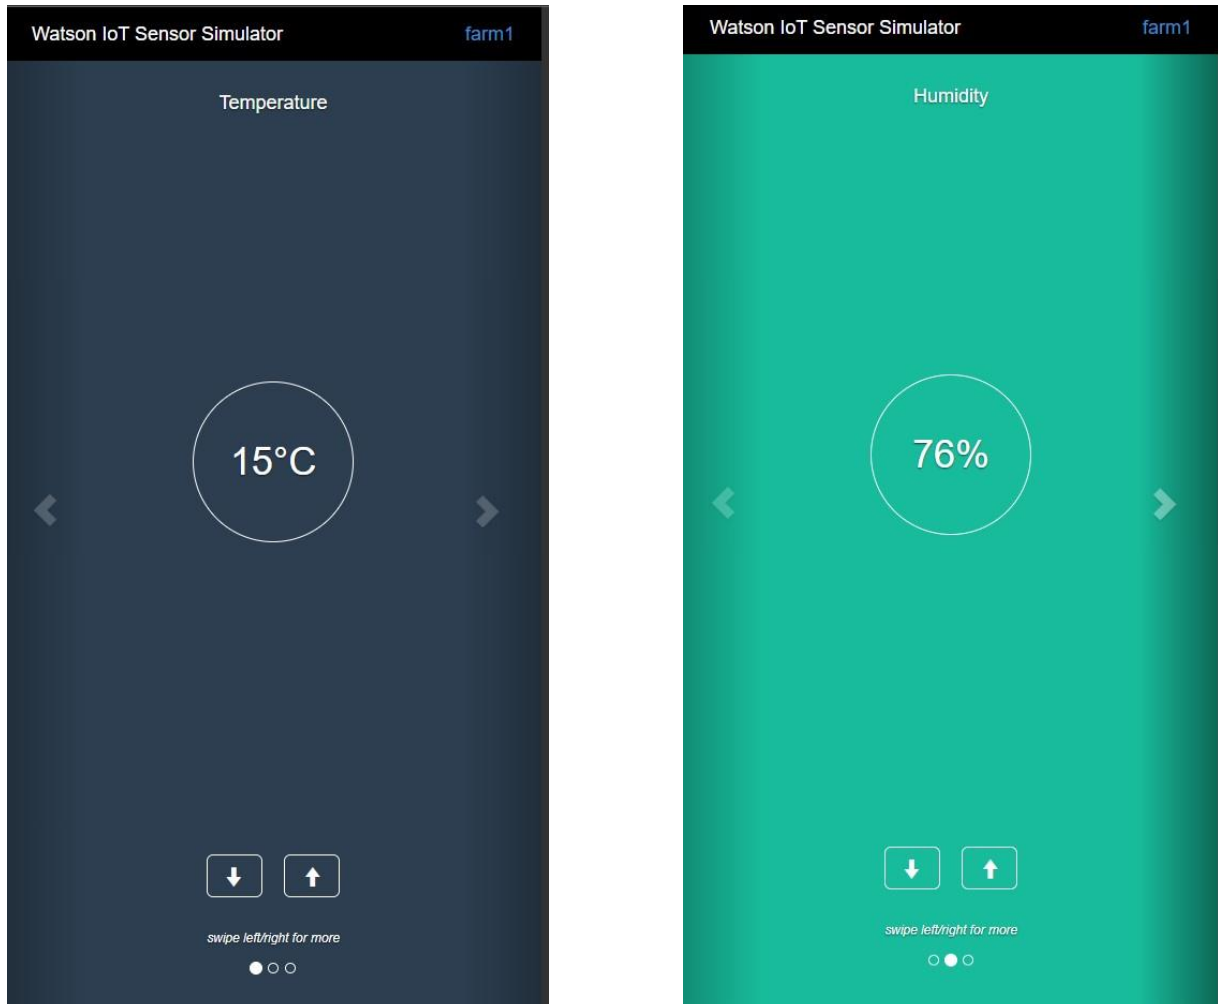 Watson IoT Sensor Simulator farm1
Temperature
15°C
swipe left/right for more
Watson IoT Sensor Simulator farm1
Humidity
76%
swipe left/right for more